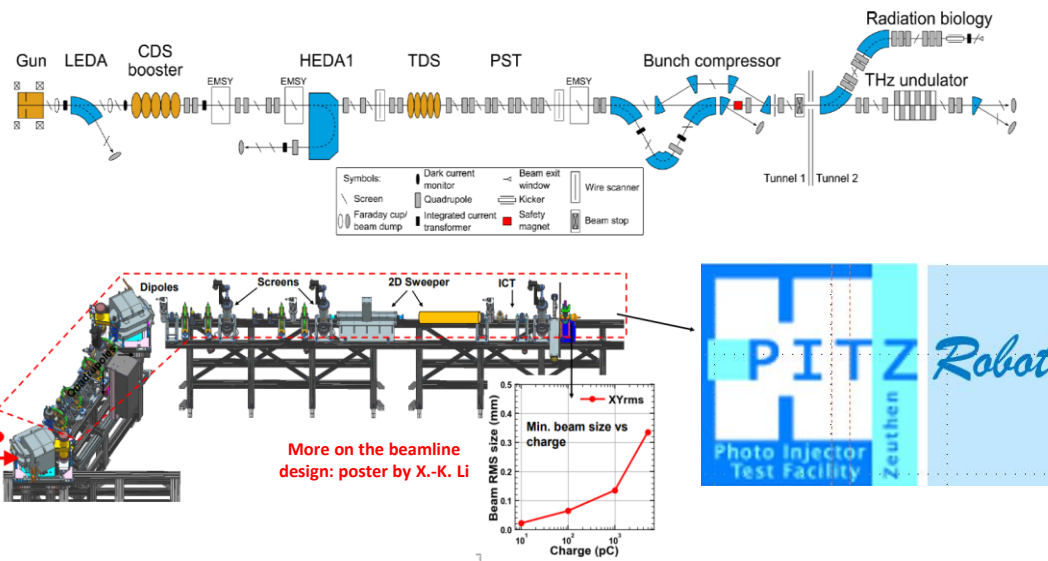 Radiation biology
Gun
LEDA
CDS
booster
HEDA1
TDS
PST
Bunch compressor
THz undulator
EMSY
EMSY
EMSY
Tunnel 1
Tunnel 2
Symbols:
Screen
Faraday cup/
beam dump
Dark current
monitor
Quadrupole
Integrated current
transformer
Beam exit
window
Kicker
Safety
magnet
Wire scanner
Beam stop
Dipoles
Screens
2D Sweeper
ICT
Quadrupoles
More on the beamline
design: poster by X.-K. Li
XYrms
Min. beam size vs
charge
Beam RMS size (mm)
0.5
0.4
0.3
0.2
0.1
0.0
10¹
10²
10³
Charge (pC)
PITZ
Photo Injector
Test Facility
Zeuthen
Robot